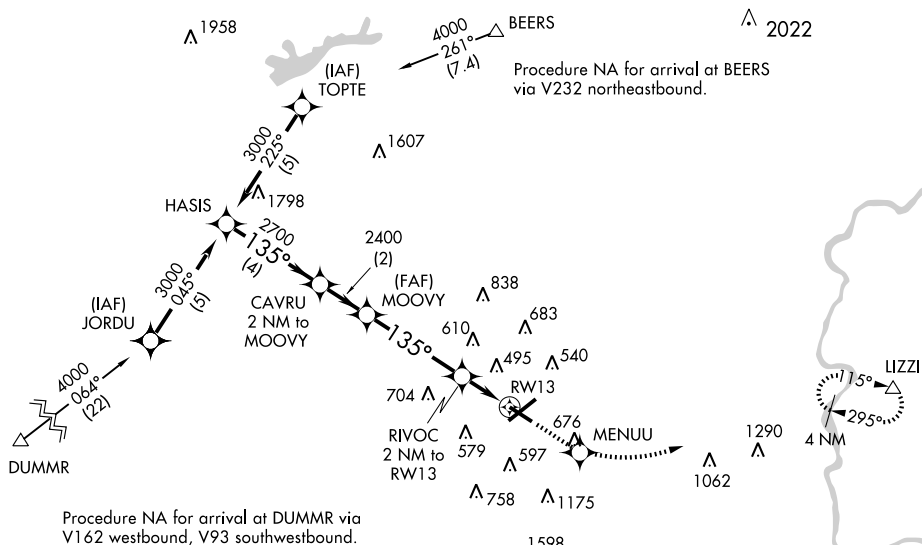 1958
4000
261°
(7.4)
BEERS
2022
Procedure NA for arrival at BEERS
via V232 northeastbound.
(IAF)
TOPTE
3000
225°
(5)
1607
1798
HASIS
2700
135°
(4)
2400
(2)
(FAF)
MOOVY
CAVRU
2 NM to
MOOVY
3000
045°
(5)
(IAF)
JORDU
838
683
610
135°
495
540
RW13
704
LIZZI
115°
295°
4 NM
4000
064°
(22)
DUMMR
RIVOC
2 NM to
RW13
579
676
MENUU
597
1290
1062
758
1175
Procedure NA for arrival at DUMMR via
V162 westbound, V93 southwestbound.
1598